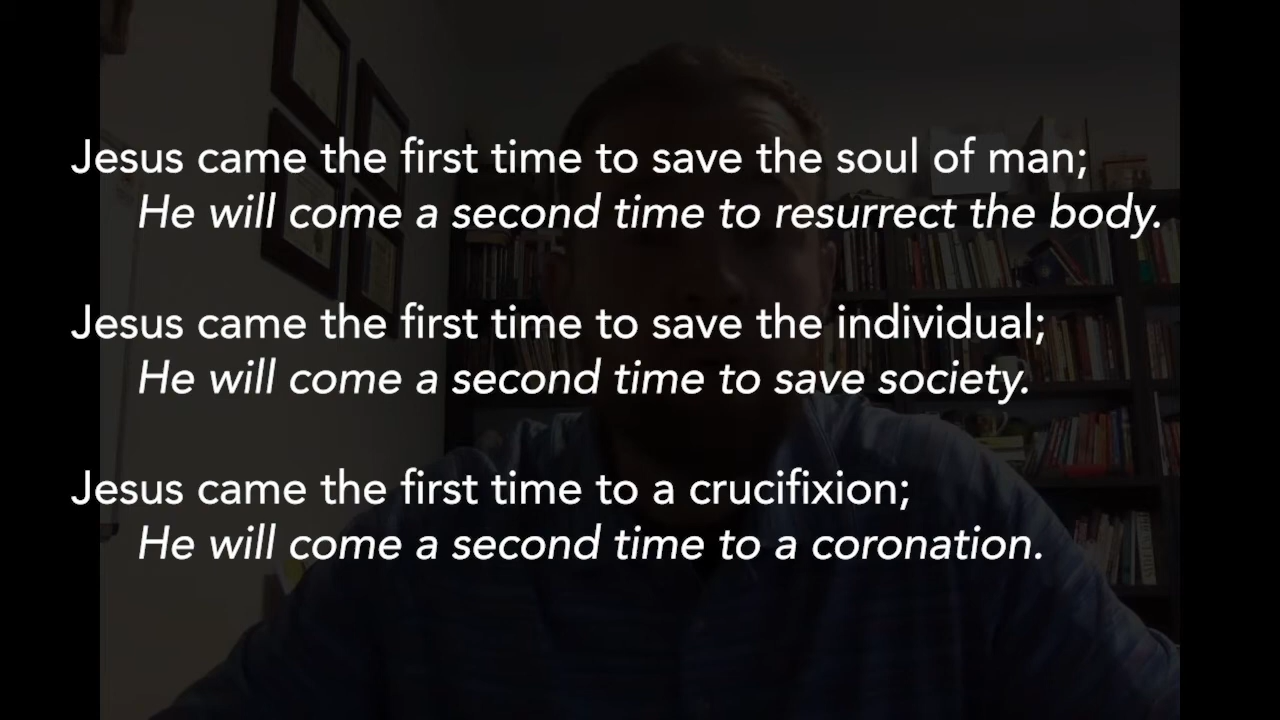 Jesus came the first time to save the soul of man;
He will come a second time to resurrect the body.
Jesus came the first time to save the individual;
He will come a second time to save society.
Jesus came the first time to a crucifixion;
He will come a second time to a coronation.